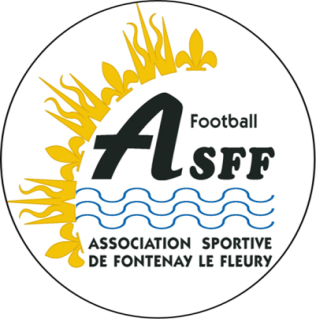 Football
ASFF
ASSOCIATION SPORTIVE
DE FONTENAY LE FLEURY